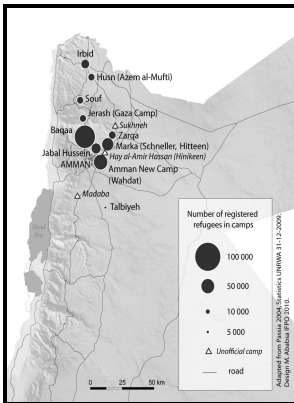 Irbid
Husn (Azem al-Mufti)
Souf
Jerash (Gaza Camp)
Sukhneh
Baqaa
Zarqa
Marka (Schneller, Hitteen)
Jabal Hussein
Hay al-Amir Hassan (Hinikeen)
AMMAN
Amman New Camp
(Wahdat)
Madaba
Talbiyeh
Number of registered
refugees in camps
100 000
50 000
10 000
5 000
Unofficial camp
road
0 25 50 km
Adapted from Passia 2004, Statistics UNRWA 31-12-2009.
Design M. Ababsa IFPO 2010.